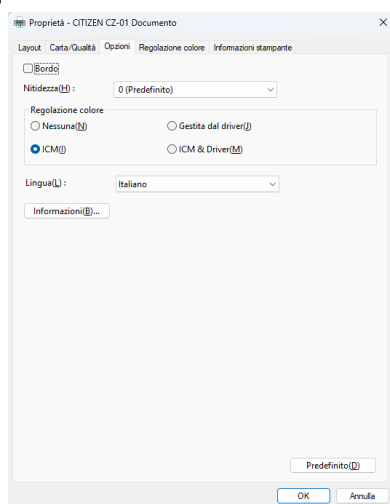 Proprietà - CITIZEN CZ-01 Documento
Layout Carta/Qualità Opzioni Regolazione colore Informazioni stampante
Bordo
Nitidezza(H) : 0 (Predefinito)
Regolazione colore
Nessuna(N) Gestita dal driver(J)
ICM(I) ICM & Driver(M)
Lingua(L) : Italiano
Informazioni(B)...
Predefinito(D)
OK Annulla